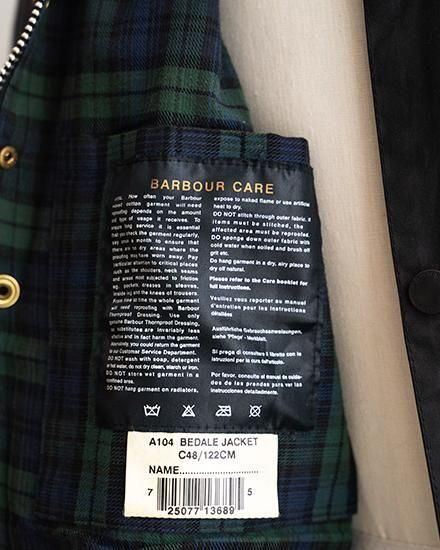 BARBOUR CARE
often your Barbour
waxed cotton garment will need
reproofing depends on the amount
and type of usage it receives. To
ensure long service it is essential
that you check the garment regularly,
say once a month to ensure that
there are no dry areas where the
proofing may have worn away. Pay
particular attention to critical places
such as the shoulders, seam seams
and areas most subjected to friction
eg., pockets, creases in sleeves,
inside leg and the knees of trousers.
From time to time the whole garment
will need reproofing with Barbour
Thornproof Dressing. Use only
genuine Barbour Thornproof Dressing,
as substitutes are invariably less
effective and in fact harm the garment.
Alternatively, you could return the garment
to our Customer Service Department.
DO NOT wash with soap, detergent
or hot water, do not dry clean, starch or iron.
DO NOT store wet garment in a
confined area.
DO NOT hang garment on radiators,
expose to naked flame or use artificial
heat to dry.
DO NOT stitch through outer fabric. If
items must be stitched, the
affected area must be reproofed.
DO sponge down outer fabric with
cold water when soiled and brush off
grit etc.
Do hang garment in a dry, airy place to
dry off natural.
Please refer to the Care booklet for
full instructions.
Veuillez vous reporter au manuel
d'entretien pour les instructions
détaillées
Ausführliche Gebrauchsanweisungen,
siehe "Pflege" - Merkblatt.
Si prega di consultare il libretto con le
istruzioni per la cura dell'articolo.
Por favor, consulte el manual de cuida-
dos de las prendas para ver las
instrucciones detalladamente.
A104 BEDALE JACKET
C48/122CM
NAME.....................
7 25077 13689 5